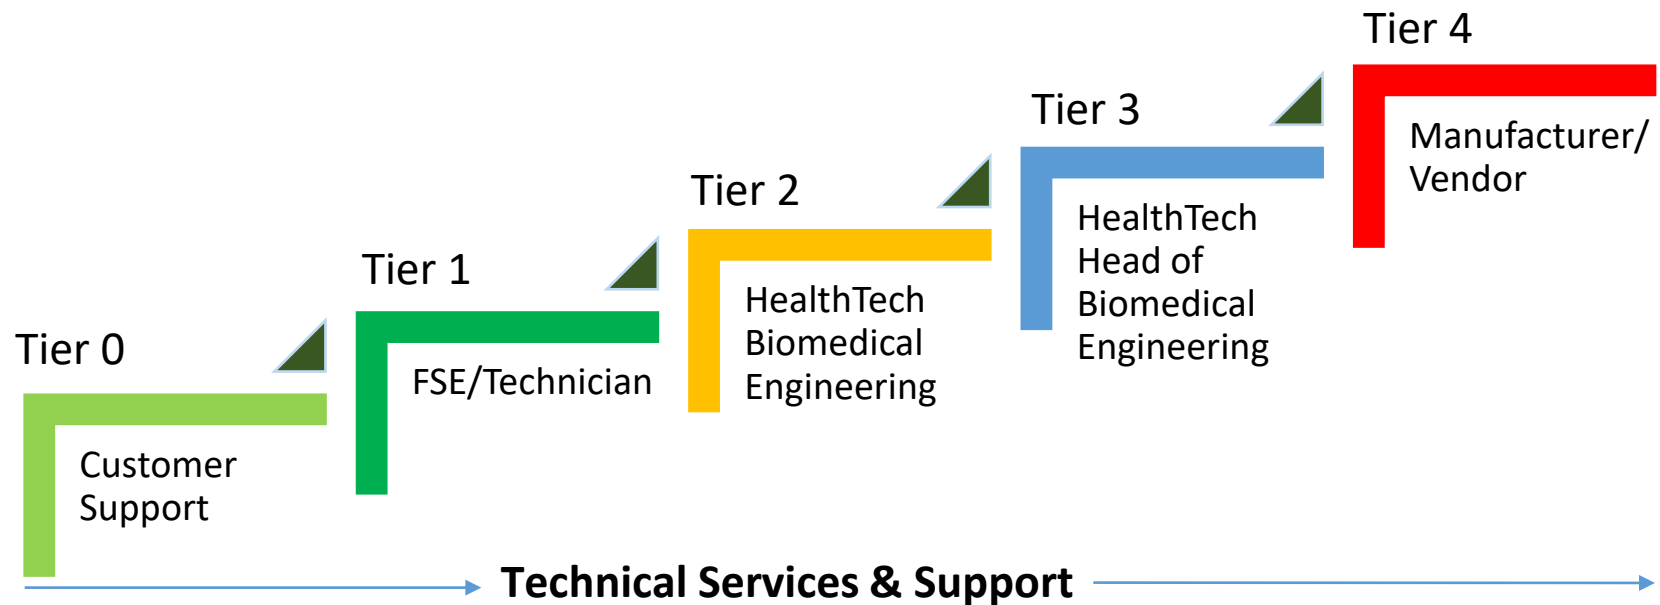 Tier 0
Customer
Support
Tier 1
FSE/Technician
Tier 2
HealthTech
Biomedical
Engineering
Tier 3
HealthTech
Head of
Biomedical
Engineering
Tier 4
Manufacturer/
Vendor
Technical Services & Support